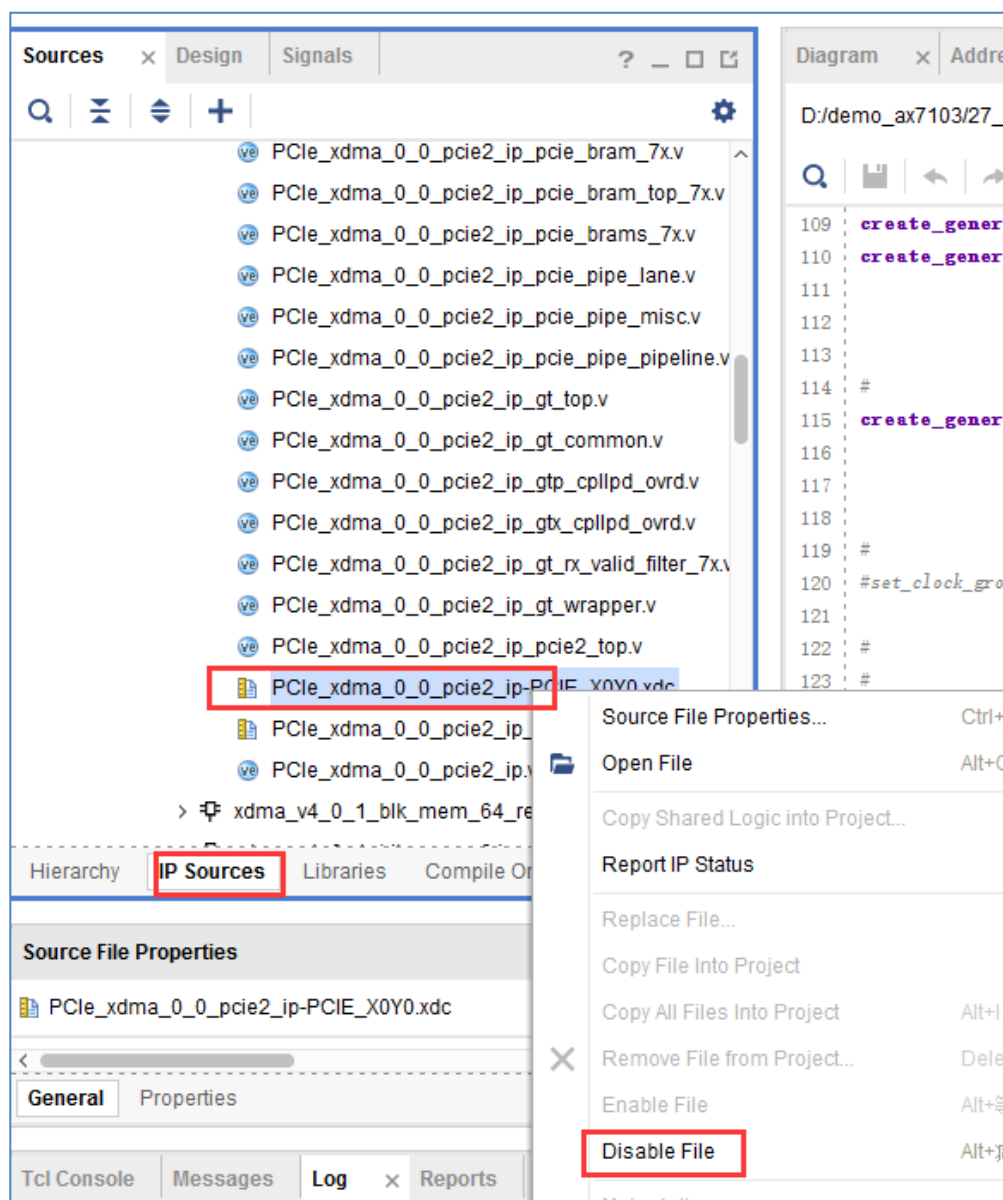 Sources
Design
Signals
?
PCIe_xdma_0_0_pcie2_ip_pcie_bram_7x.v
PCIe_xdma_0_0_pcie2_ip_pcie_bram_top_7x.v
PCIe_xdma_0_0_pcie2_ip_pcie_brams_7x.v
PCIe_xdma_0_0_pcie2_ip_pcie_pipe_lane.v
PCIe_xdma_0_0_pcie2_ip_pcie_pipe_misc.v
PCIe_xdma_0_0_pcie2_ip_pcie_pipe_pipeline.v
PCIe_xdma_0_0_pcie2_ip_gt_top.v
PCIe_xdma_0_0_pcie2_ip_gt_common.v
PCIe_xdma_0_0_pcie2_ip_gtp_cpllpd_ovrd.v
PCIe_xdma_0_0_pcie2_ip_gtx_cpllpd_ovrd.v
PCIe_xdma_0_0_pcie2_ip_gt_rx_valid_filter_7x.v
PCIe_xdma_0_0_pcie2_ip_gt_wrapper.v
PCIe_xdma_0_0_pcie2_ip_pcie2_top.v
PCIe_xdma_0_0_pcie2_ip-PCIE_X0Y0.xdc
PCIe_xdma_0_0_pcie2_ip_
PCIe_xdma_0_0_pcie2_ip.v
xdma_v4_0_1_blk_mem_64_re
Hierarchy
IP Sources
Libraries
Compile Or
Source File Properties
PCIe_xdma_0_0_pcie2_ip-PCIE_X0Y0.xdc
General
Properties
Tcl Console
Messages
Log
Reports
Diagram
Addre
D:/demo_ax7103/27_
109 create_gener
110 create_gener
111
112
113
114 #
115 create_gener
116
117
118
119 #
120 #set_clock_gro
121
122 #
123 #
Source File Properties... Ctrl+
Open File Alt+O
Copy Shared Logic into Project...
Report IP Status
Replace File...
Copy File Into Project
Copy All Files Into Project Alt+I
Remove File from Project... Dele
Enable File Alt+
Disable File Alt+